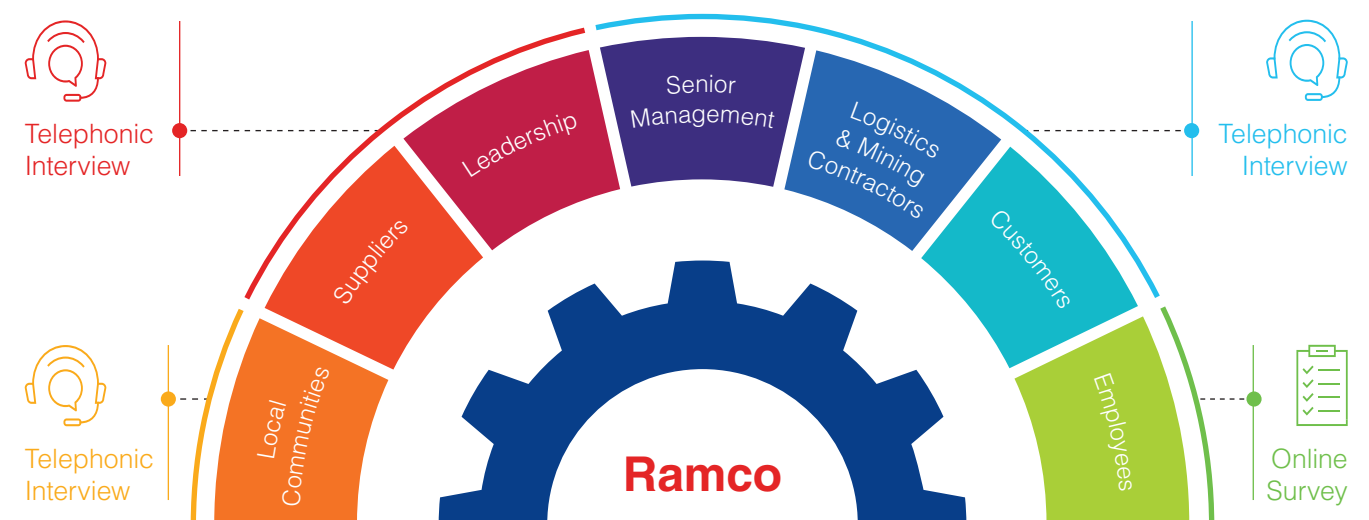 Telephonic
Interview
Telephonic
Interview
Local
Communities
Suppliers
Leadership
Senior
Management
Logistics
& Mining
Contractors
Customers
Employees
Telephonic
Interview
Online
Survey
Ramco